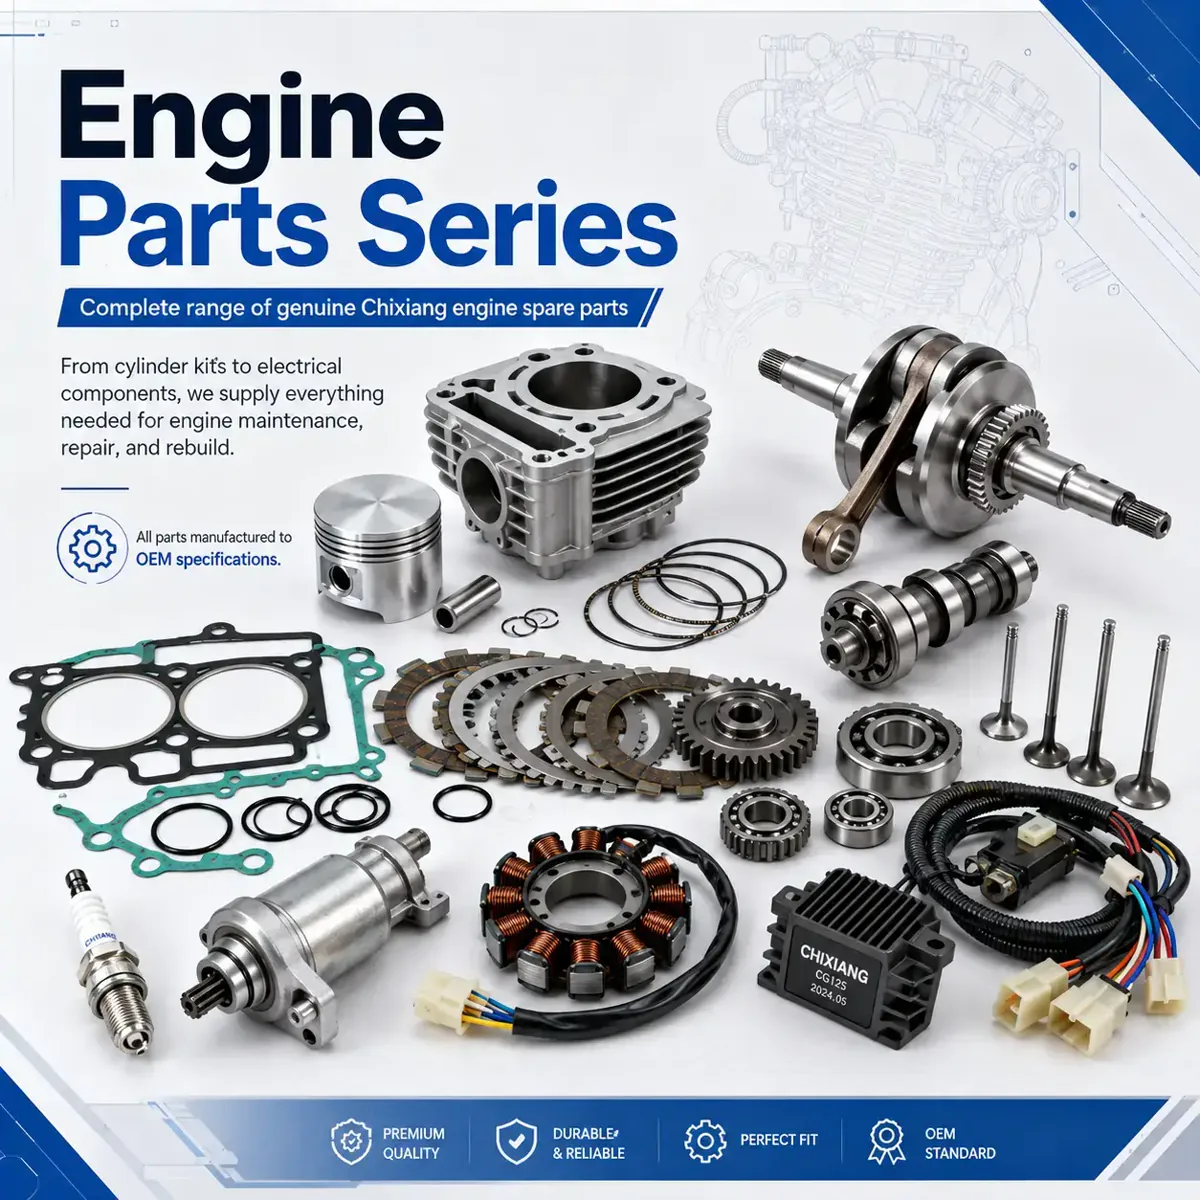 Engine
Parts Series
Complete range of genuine Chixiang engine spare parts
From cylinder kits to electrical
components, we supply everything
needed for engine maintenance,
repair, and rebuild.
All parts manufactured to
OEM specifications.
CHIXIANG
CG125
2024.05
PREMIUM
QUALITY
DURABLE
& RELIABLE
PERFECT FIT
OEM
STANDARD